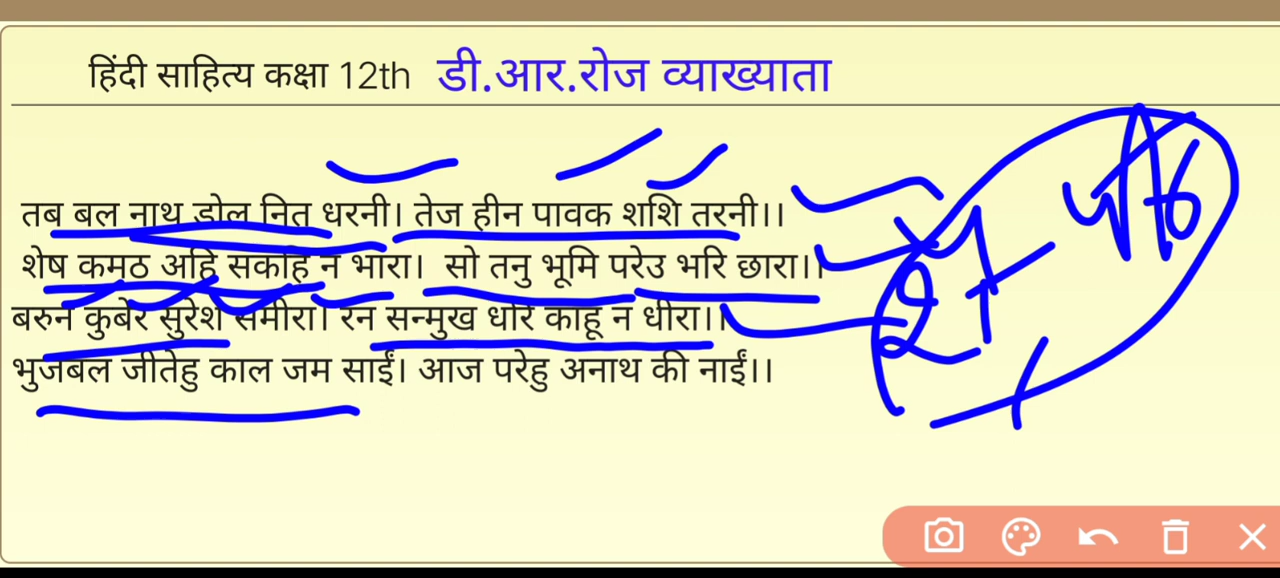 हिंदी साहित्य कक्षा 12th डी.आर.रोज व्याख्याता
तब बल नाथ डोल नित धरनी। तेज हीन पावक शशि तरनी।।
शेष कमठ अहि सकहि न भारा। सो तनु भूमि परेउ भरि छारा।।
बरुन कुबेर सुरेश समीरा। रन सन्मुख धरि काहू न धीरा।।
भुजबल जीतेहु काल जम साईं। आज परेहु अनाथ की नाईं।।